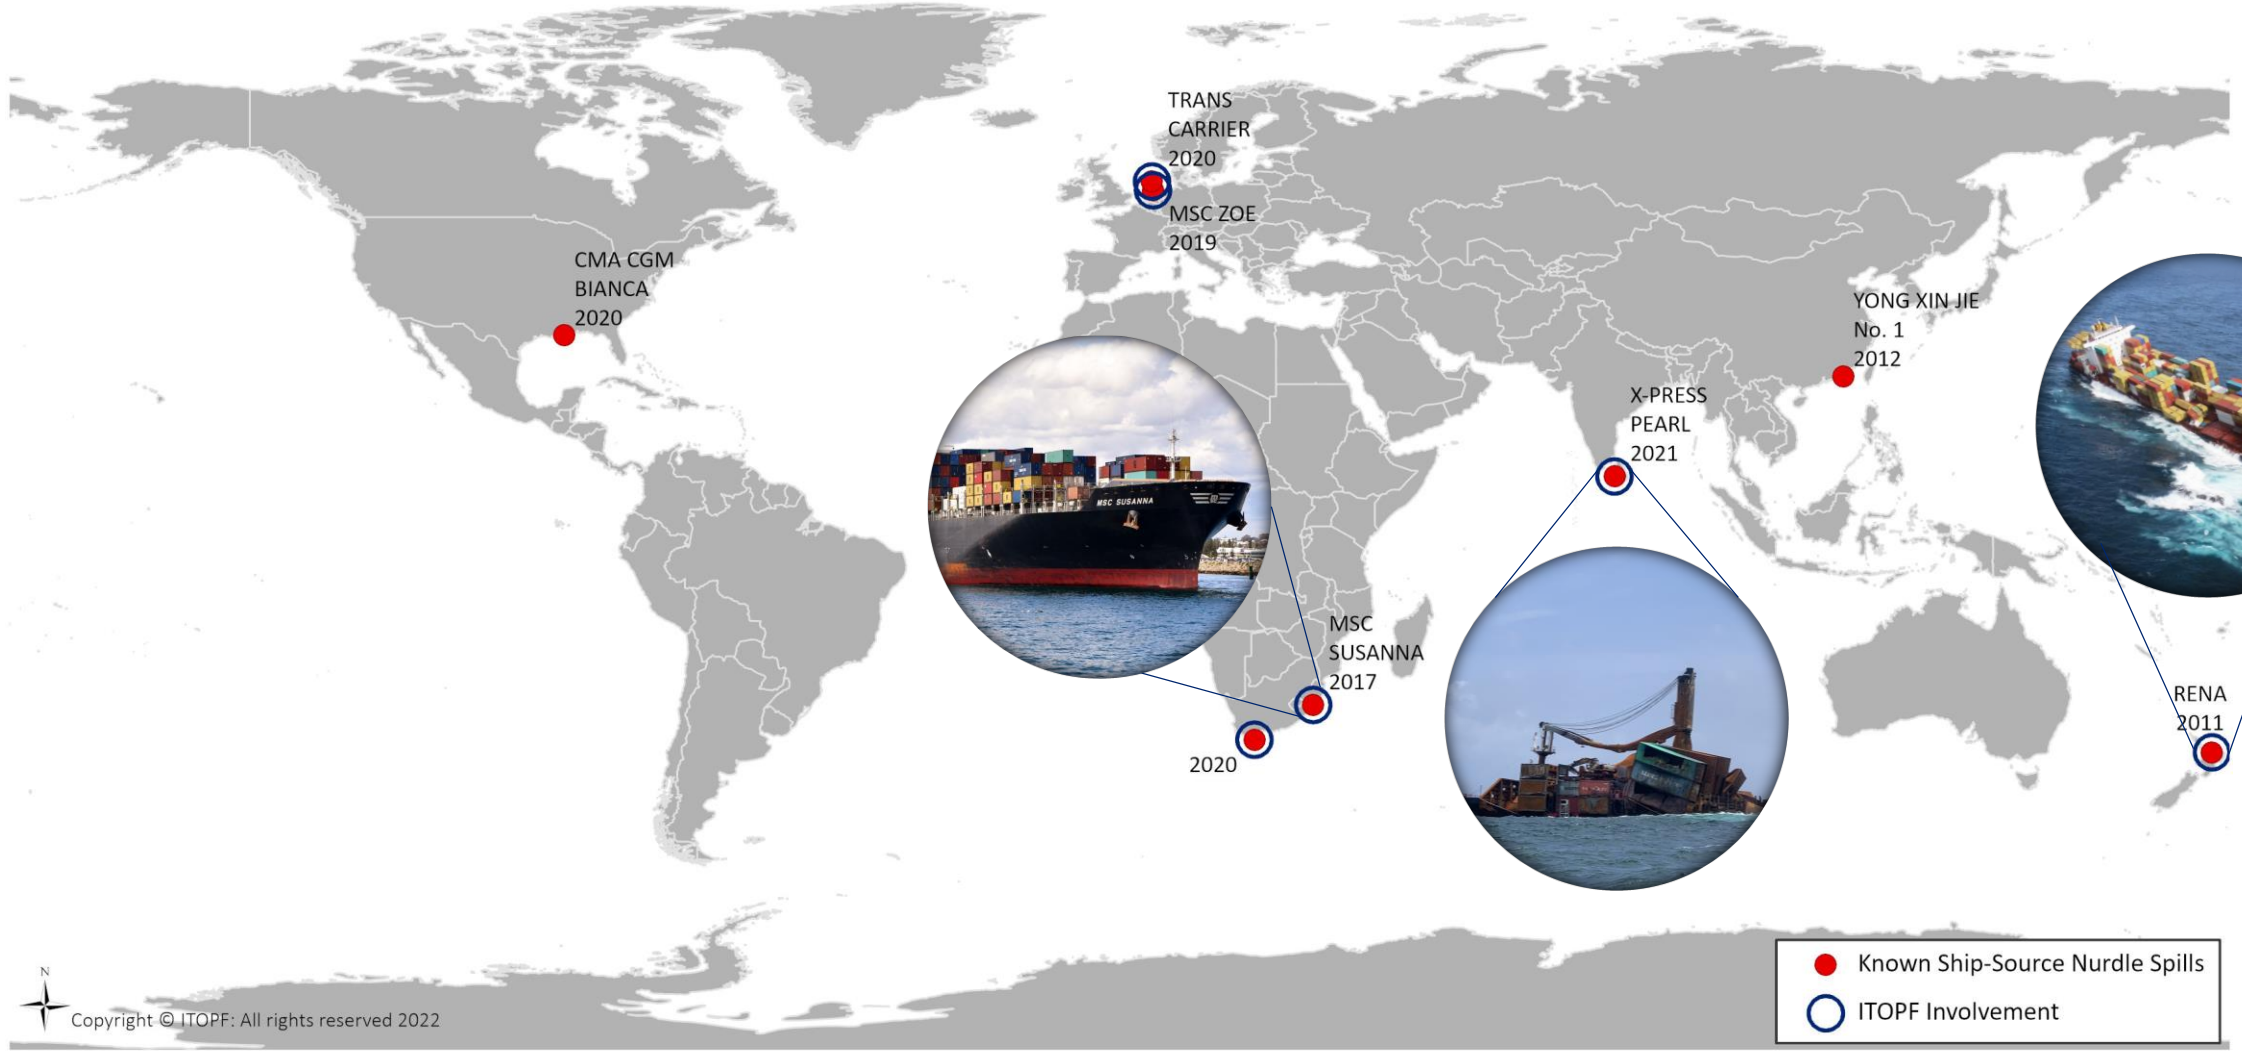 TRANS
CARRIER
2020
MSC ZOE
2019
CMA CGM
BIANCA
2020
YONG XIN JIE
No. 1
2012
X-PRESS
PEARL
2021
MSC SUSANNA
MSC
SUSANNA
2017
2020
RENA
2011
Known Ship-Source Nurdle Spills
ITOPF Involvement
N
Copyright © ITOPF: All rights reserved 2022